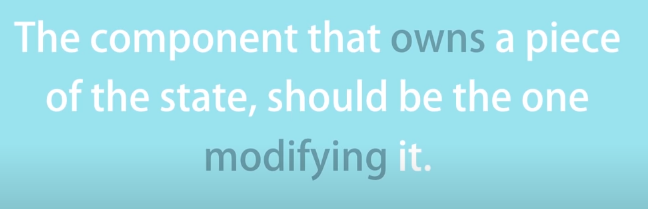 The component that owns a piece
of the state, should be the one
modifying it.